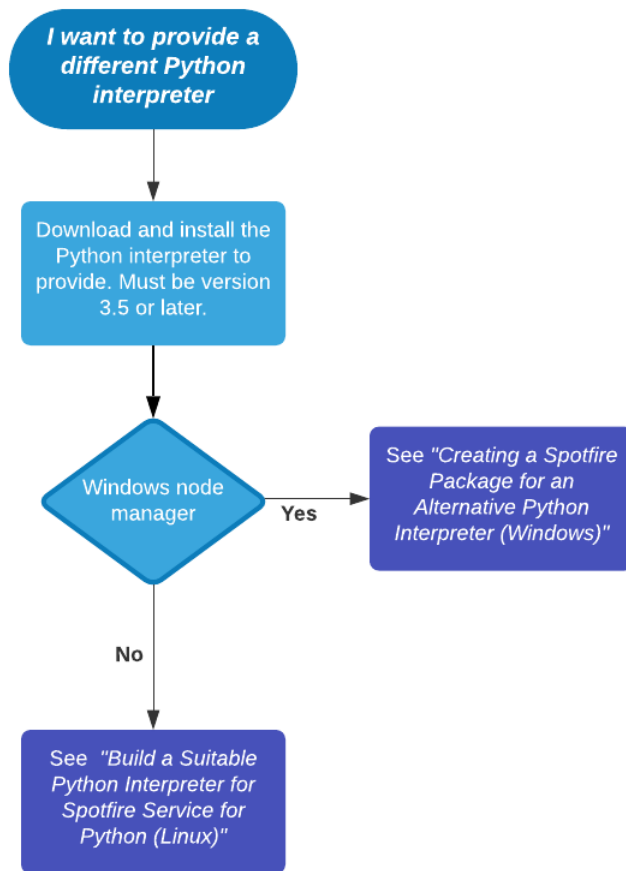 I want to provide a
different Python
interpreter
Download and install the
Python interpreter to
provide. Must be version
3.5 or later.
Windows node
manager
Yes
See "Creating a Spotfire
Package for an
Alternative Python
Interpreter (Windows)"
No
See "Build a Suitable
Python Interpreter for
Spotfire Service for
Python (Linux)"